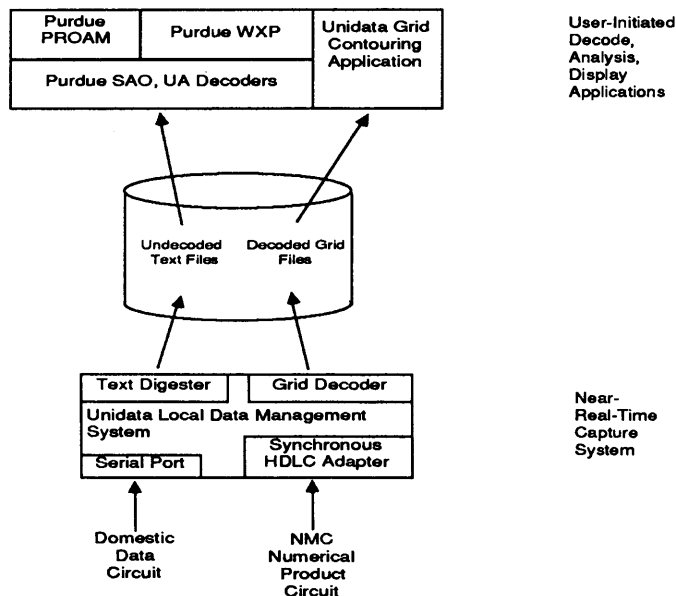 Purdue
PROAM
Purdue WXP
Unidata Grid
Contouring
Application
Purdue SAO, UA Decoders
User-Initiated
Decode,
Analysis,
Display
Applications
Undecoded
Text Files
Decoded Grid
Files
Text Digester
Grid Decoder
Unidata Local Data Management
System
Serial Port
Synchronous
HDLC Adapter
Near-
Real-Time
Capture
System
Domestic
Data
Circuit
NMC
Numerical
Product
Circuit